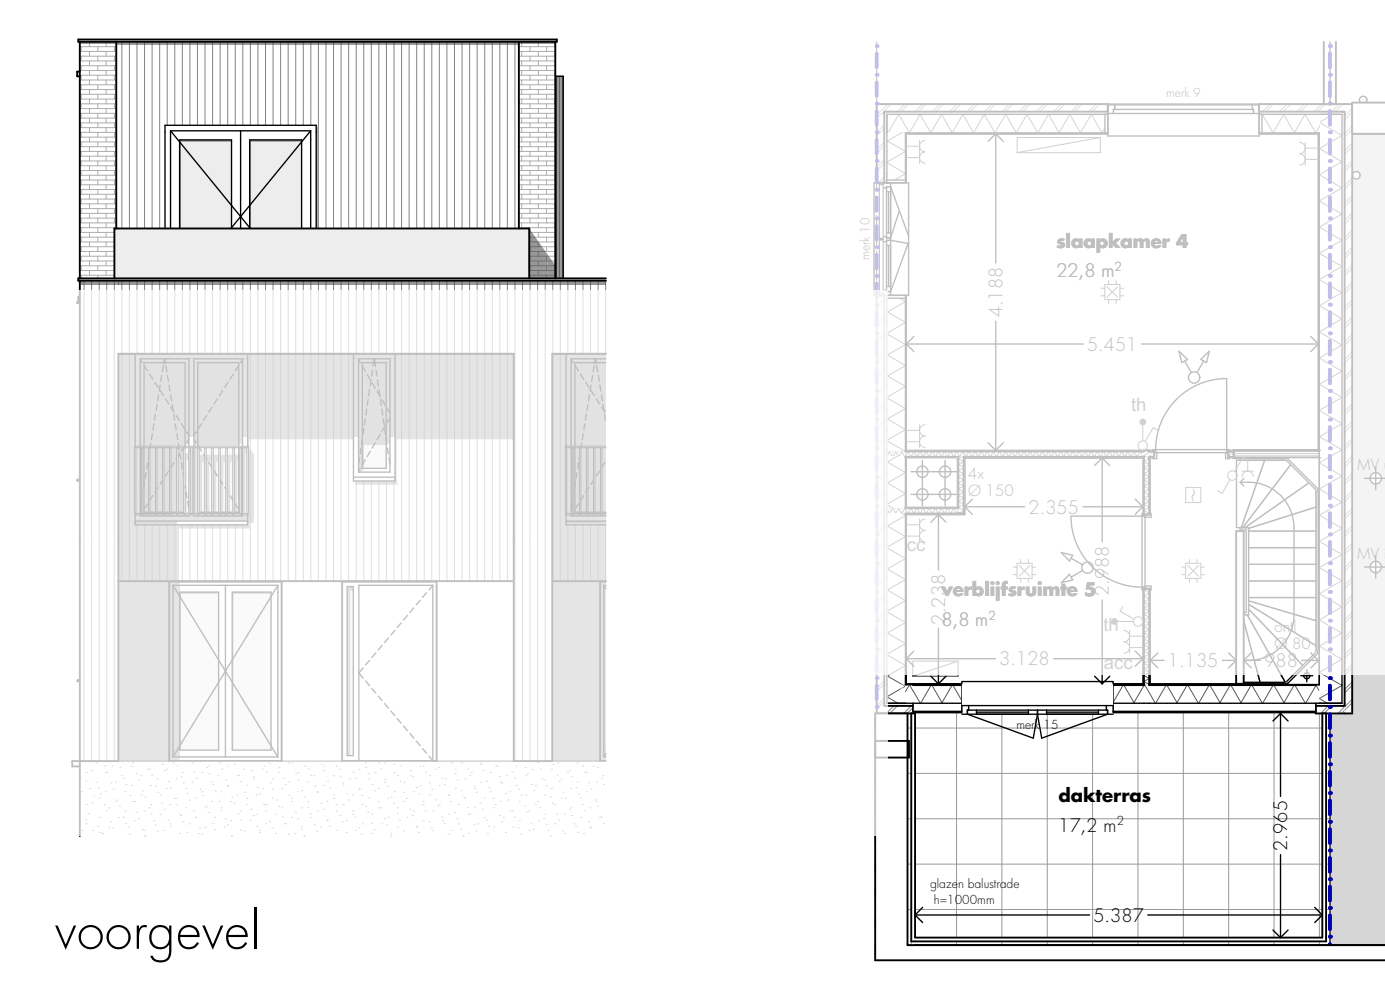 merk 9
merk 10
slaapkamer 4
22,8 m²
4.188
5.451
th
4x
Ø 150
2.355
MV
cc
2.238
2.988
verblijfsruimte 5
8,8 m²
MV
th
acc
3.128
1.135
988
Ø 80
merk 15
dakterras
17,2 m²
2.965
glazen balustrade
h=1000mm
5.387
voorgevel